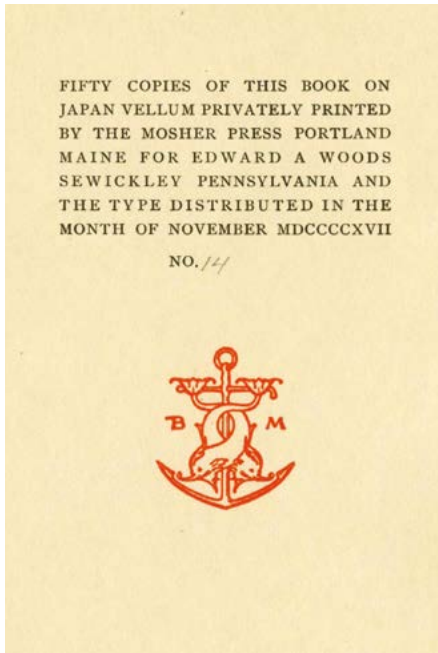 FIFTY COPIES OF THIS BOOK ON
JAPAN VELLUM PRIVATELY PRINTED
BY THE MOSHER PRESS PORTLAND
MAINE FOR EDWARD A WOODS
SEWICKLEY PENNSYLVANIA AND
THE TYPE DISTRIBUTED IN THE
MONTH OF NOVEMBER MDCCCCXVII
NO. 14
B M